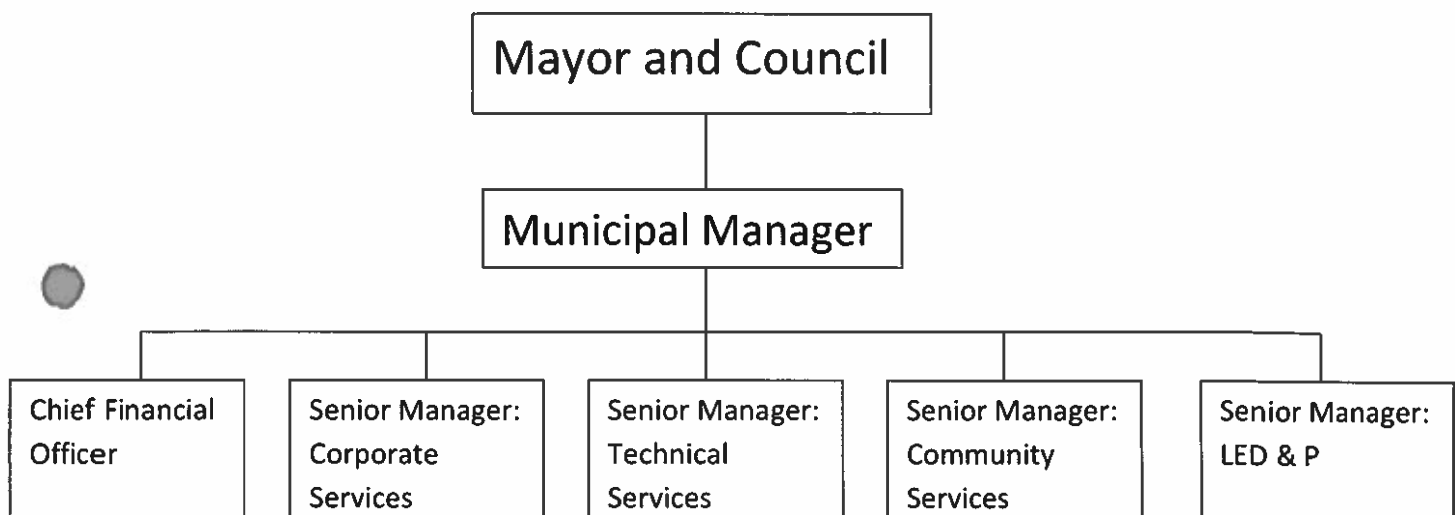 Mayor and Council
Municipal Manager
Chief Financial
Officer
Senior Manager:
Corporate
Services
Senior Manager:
Technical
Services
Senior Manager:
Community
Services
Senior Manager:
LED & P